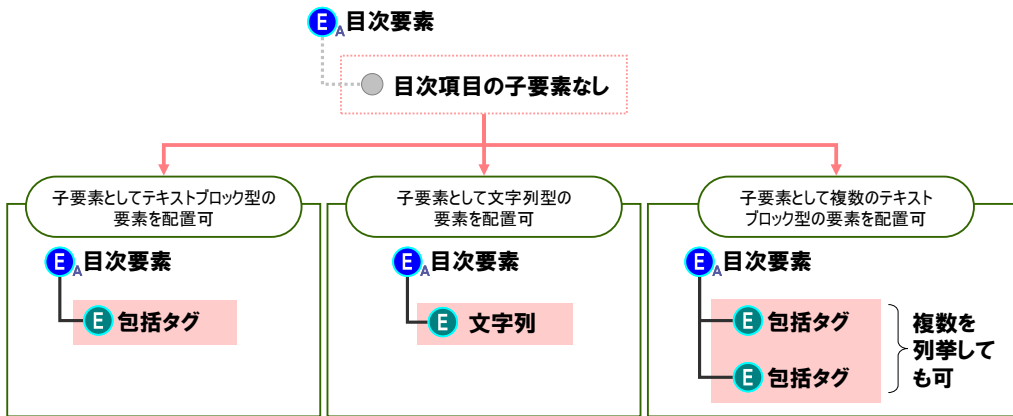 E A 目次要素
目次項目の子要素なし
子要素としてテキストブロック型の
要素を配置可
E A 目次要素
E 包括タグ
子要素として文字列型の
要素を配置可
E A 目次要素
E 文字列
子要素として複数のテキスト
ブロック型の要素を配置可
E A 目次要素
E 包括タグ
E 包括タグ
複数を
列挙して
も可